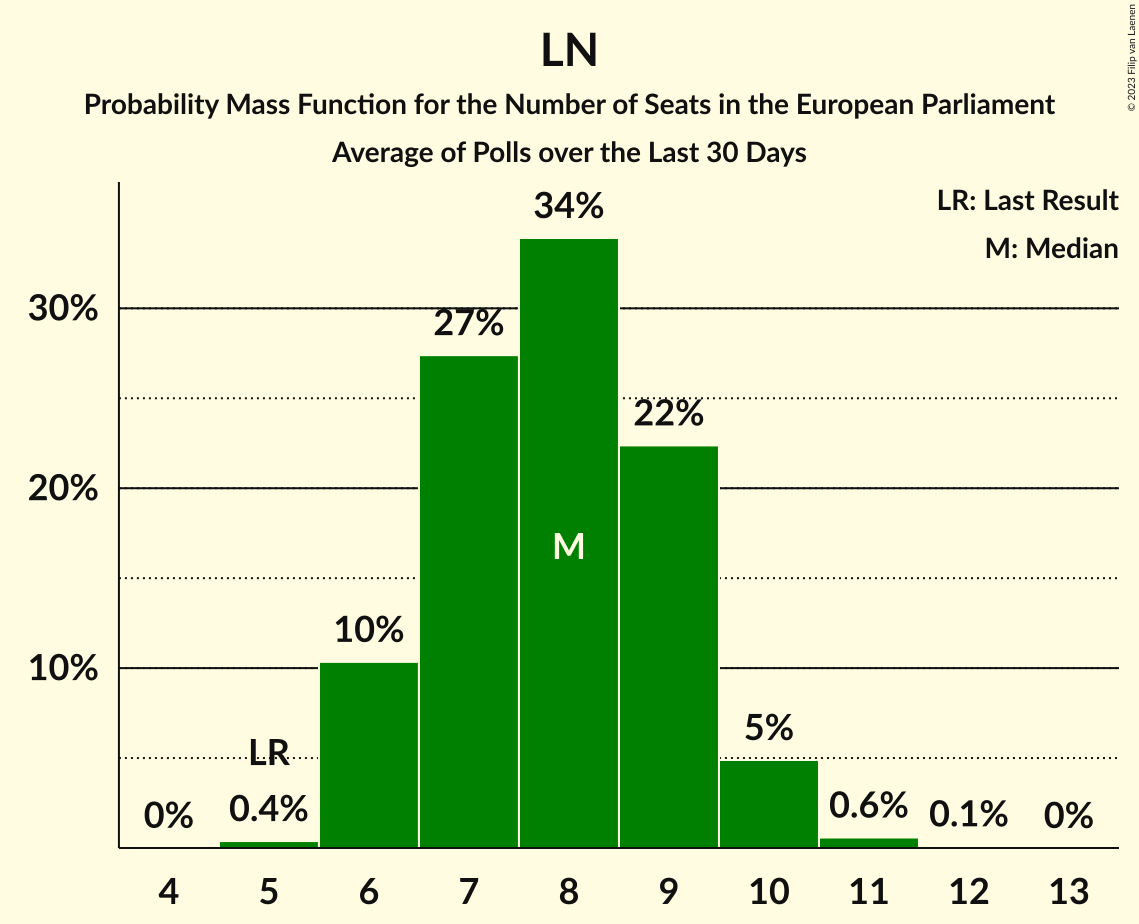 LN
Probability Mass Function for the Number of Seats in the European Parliament
Average of Polls over the Last 30 Days
© 2023 Filip van Laenen
LR: Last Result
M: Median
34%
30%
27%
22%
20%
M
10%
10%
5%
LR
0% 0.4% 0.6% 0.1% 0%
4 5 6 7 8 9 10 11 12 13